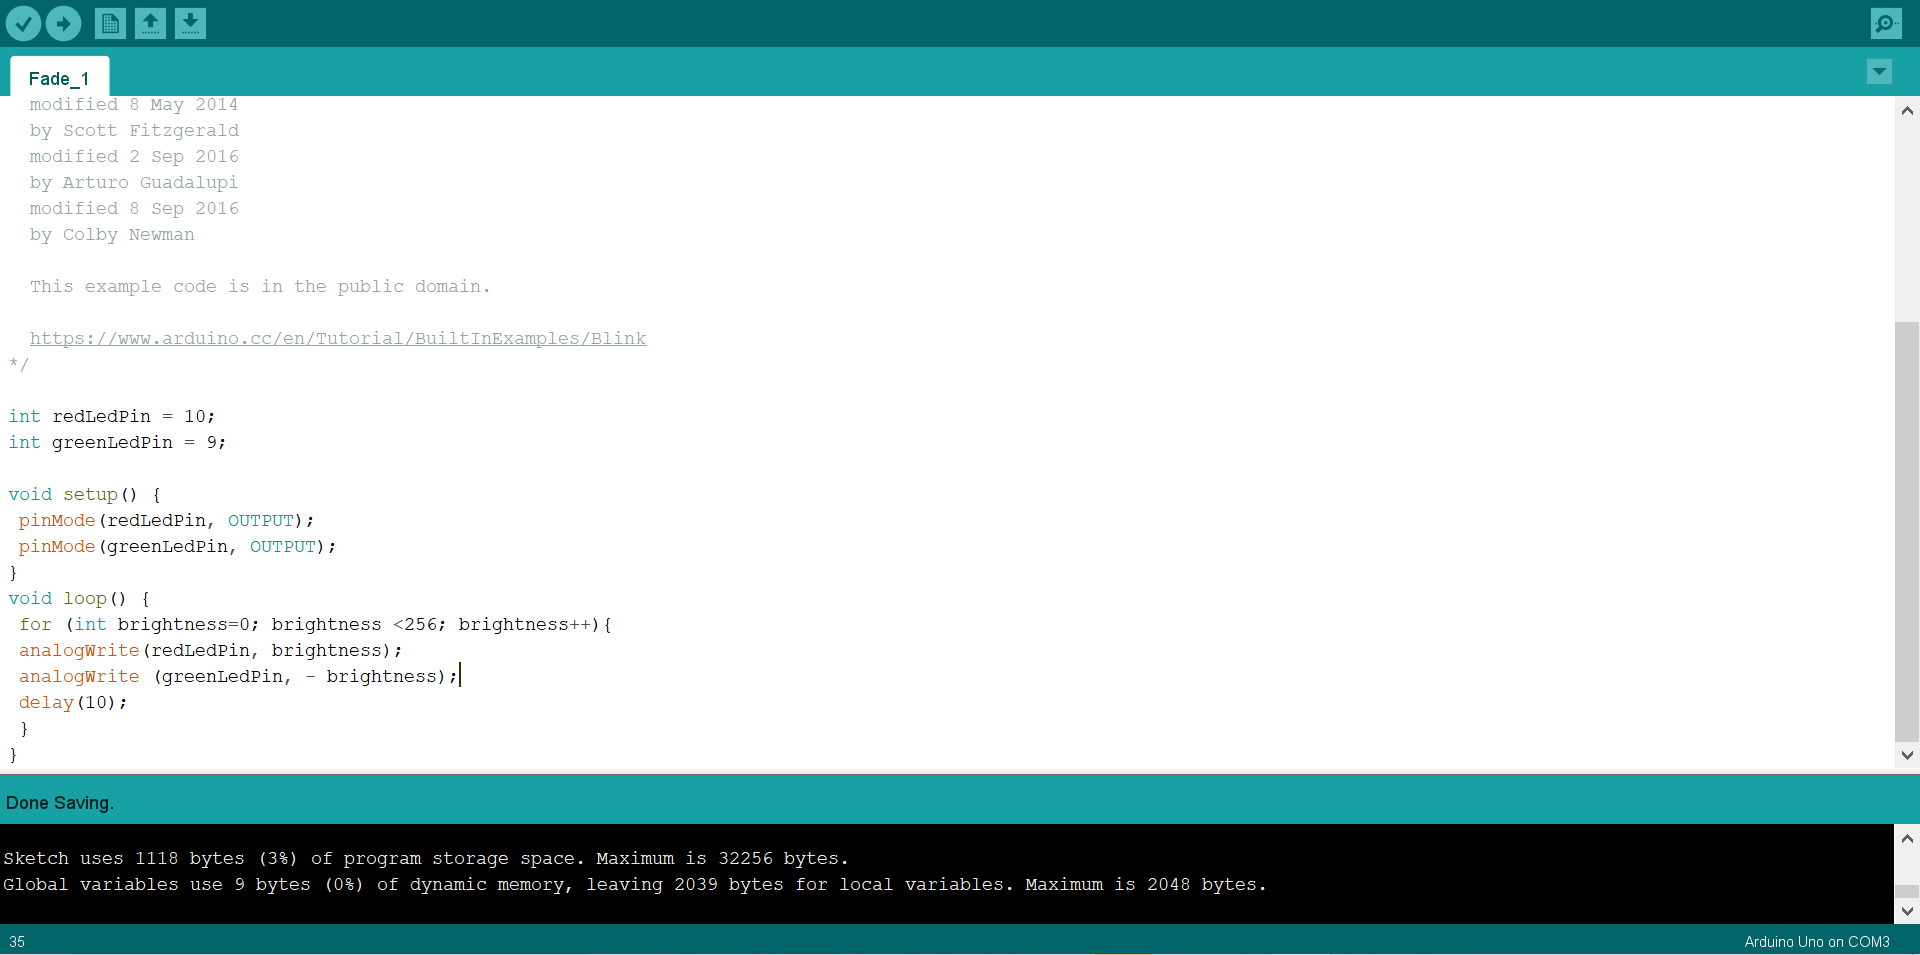 Fade_1
modified 8 May 2014
by Scott Fitzgerald
modified 2 Sep 2016
by Arturo Guadalupi
modified 8 Sep 2016
by Colby Newman
This example code is in the public domain.
https://www.arduino.cc/en/Tutorial/BuiltInExamples/Blink
*/
int redLedPin = 10;
int greenLedPin = 9;
void setup() {
pinMode(redLedPin, OUTPUT);
pinMode(greenLedPin, OUTPUT);
}
void loop() {
for (int brightness=0; brightness <256; brightness++){
analogWrite(redLedPin, brightness);
analogWrite (greenLedPin, - brightness);
delay(10);
}
}
Done Saving.
Sketch uses 1118 bytes (3%) of program storage space. Maximum is 32256 bytes.
Global variables use 9 bytes (0%) of dynamic memory, leaving 2039 bytes for local variables. Maximum is 2048 bytes.
35
Arduino Uno on COM3